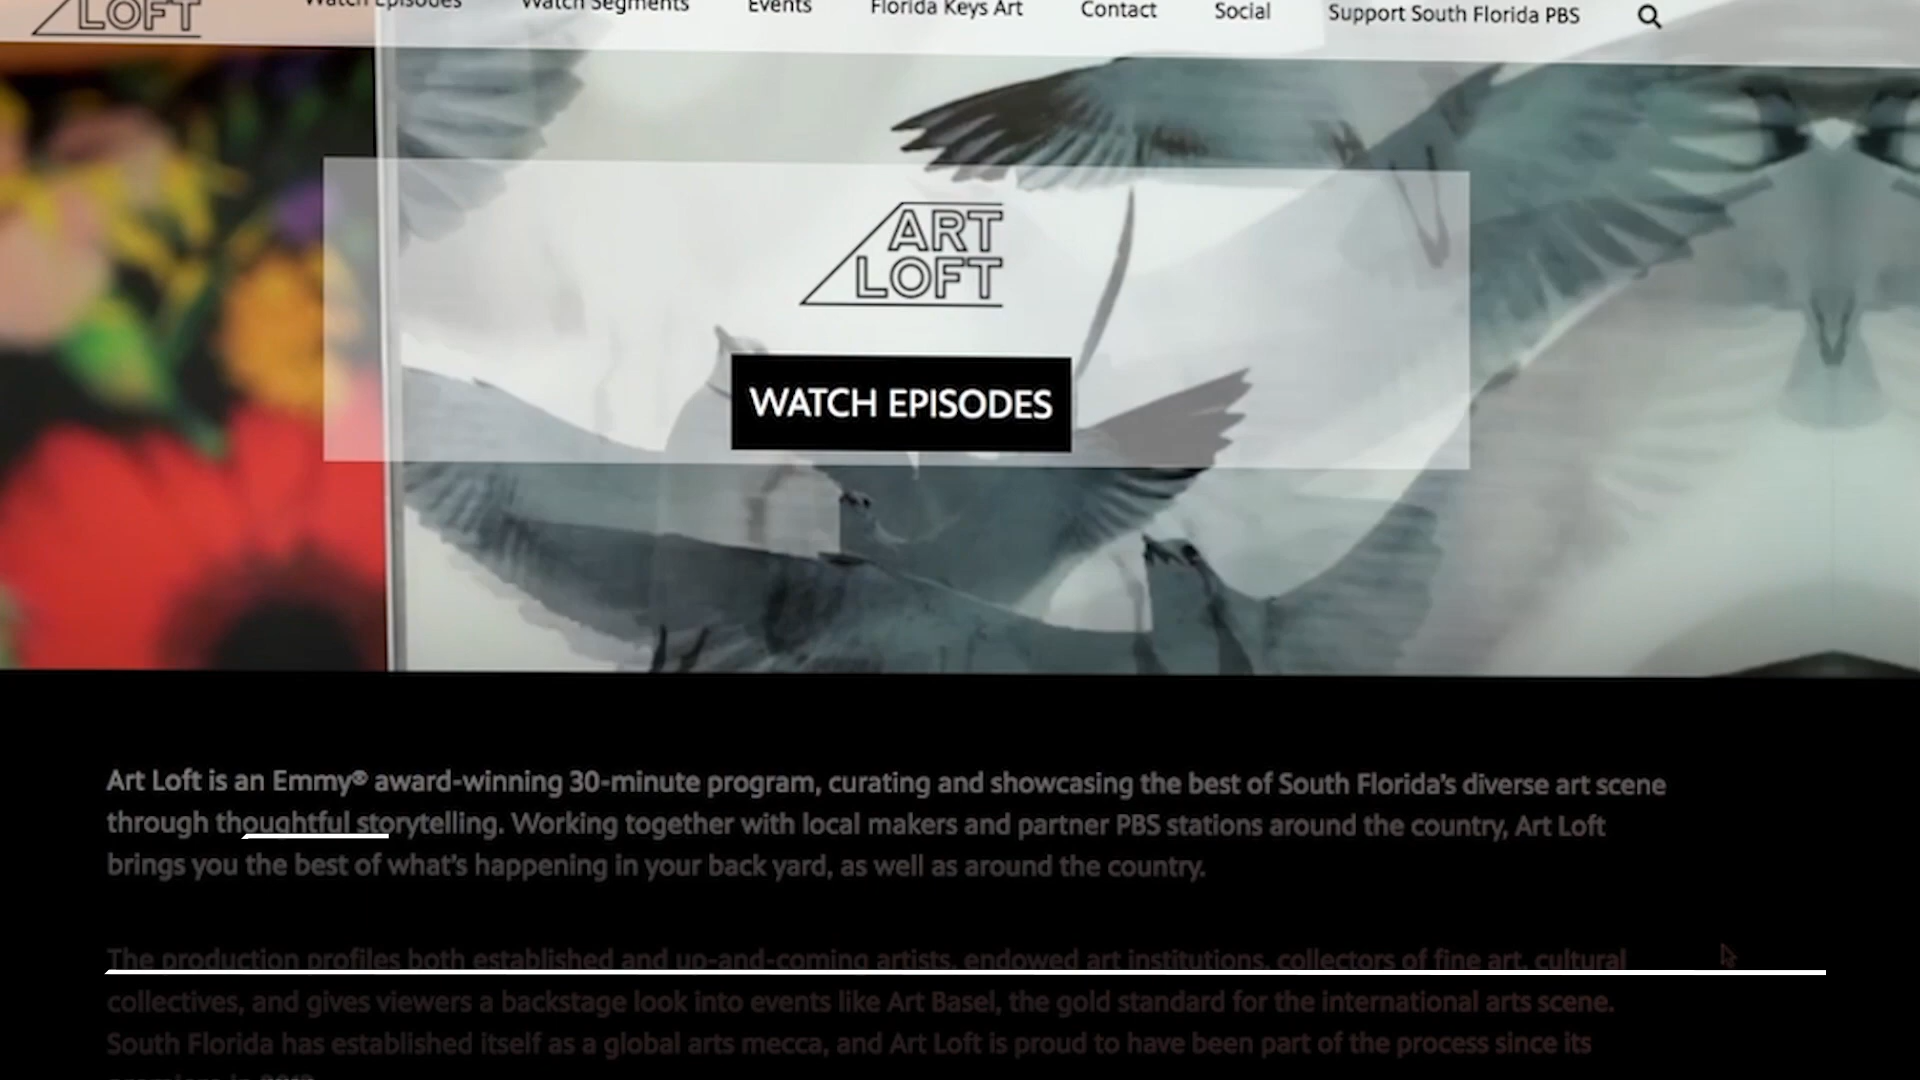 LOFT
Watch Episodes
Watch Segments
Events
Florida Keys Art
Contact
Social
Support South Florida PBS
ART
LOFT
WATCH EPISODES
Art Loft is an Emmy® award-winning 30-minute program, curating and showcasing the best of South Florida's diverse art scene
through thoughtful storytelling. Working together with local makers and partner PBS stations around the country, Art Loft
brings you the best of what's happening in your back yard, as well as around the country.
The production profiles both established and up-and-coming artists, endowed art institutions, collectors of fine art, cultural
collectives, and gives viewers a backstage look into events like Art Basel, the gold standard for the international arts scene.
South Florida has established itself as a global arts mecca, and Art Loft is proud to have been part of the process since its